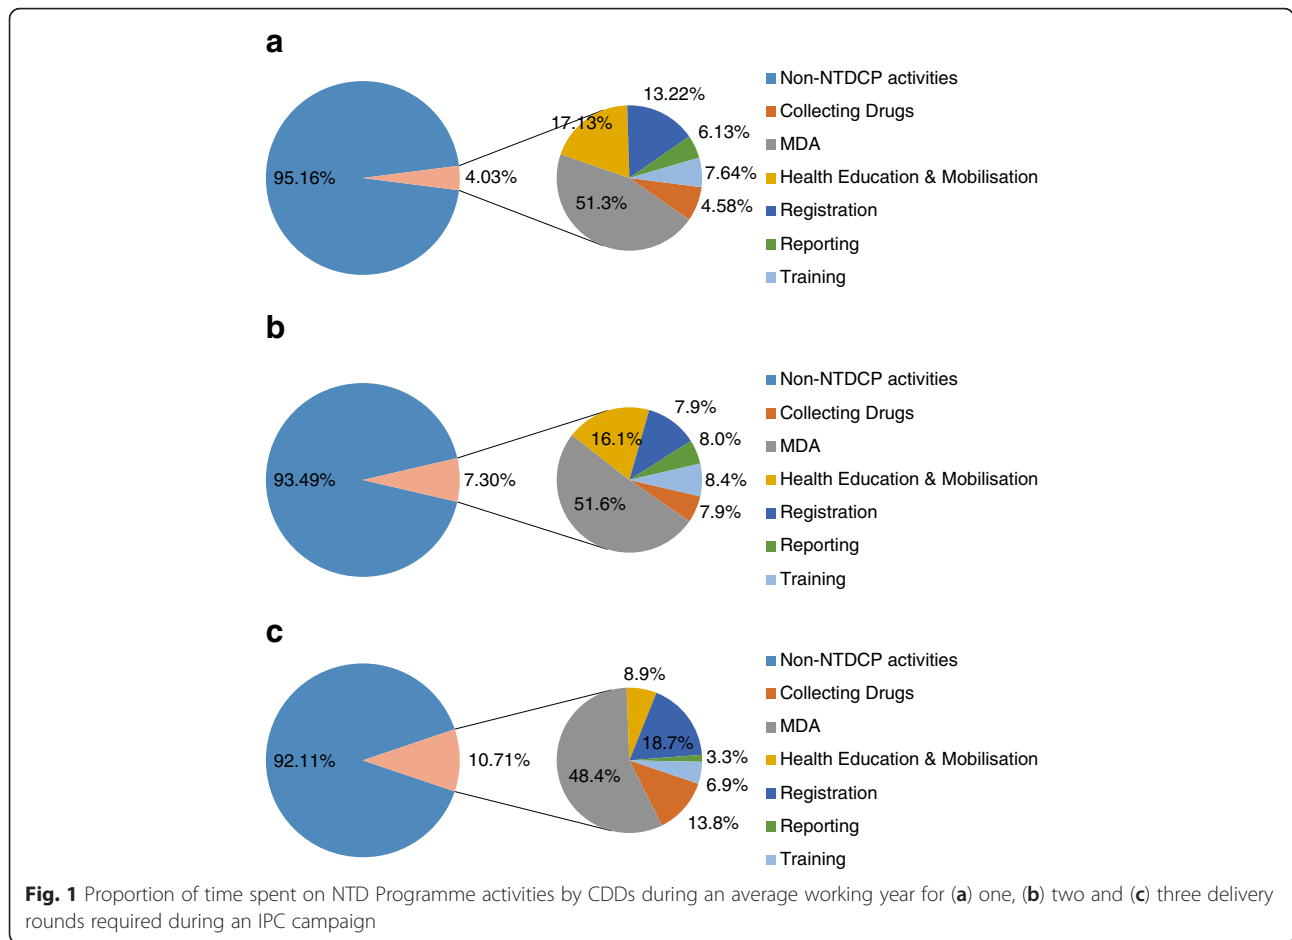 a
95.16%
4.03%
17.13%
13.22%
6.13%
7.64%
4.58%
51.3%
Non-NTDCP activities
Collecting Drugs
MDA
Health Education & Mobilisation
Registration
Reporting
Training
b
93.49%
7.30%
16.1%
7.9%
8.0%
8.4%
7.9%
51.6%
Non-NTDCP activities
Collecting Drugs
MDA
Health Education & Mobilisation
Registration
Reporting
Training
c
92.11%
10.71%
8.9%
18.7%
3.3%
6.9%
13.8%
48.4%
Non-NTDCP activities
Collecting Drugs
MDA
Health Education & Mobilisation
Registration
Reporting
Training
Fig. 1 Proportion of time spent on NTD Programme activities by CDDs during an average working year for (a) one, (b) two and (c) three delivery
rounds required during an IPC campaign